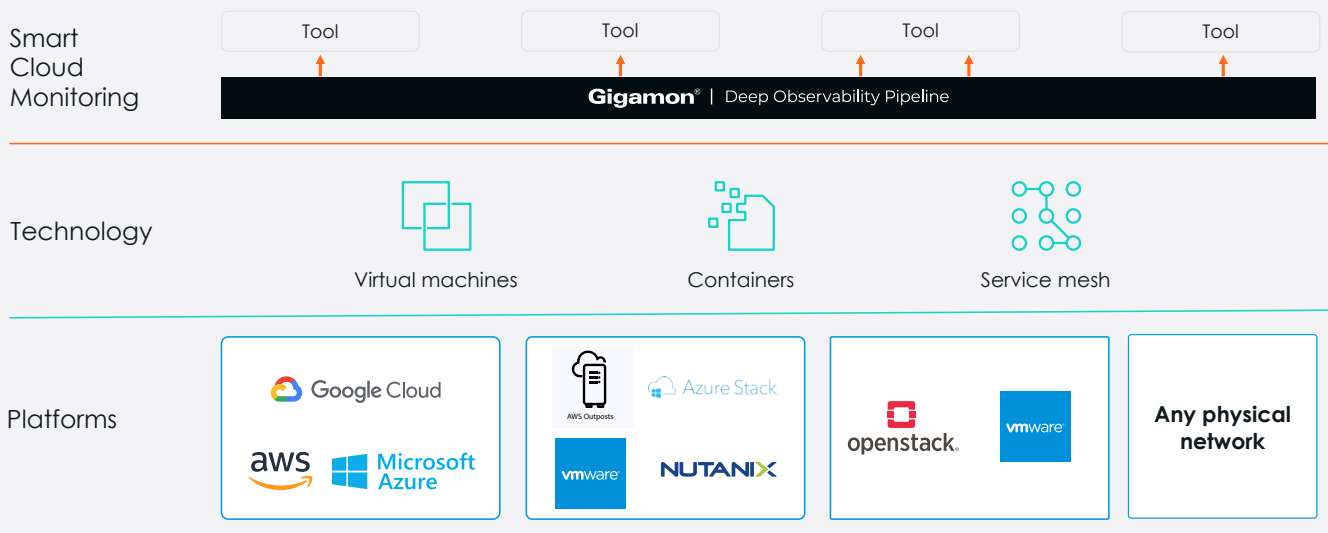 Smart
Cloud
Monitoring
Tool
Tool
Tool
Tool
Gigamon® | Deep Observability Pipeline
Technology
Virtual machines
Containers
Service mesh
Platforms
Google Cloud
aws
Microsoft
Azure
AWS Outposts
Azure Stack
vmware
NUTANIX
openstack.
vmware
Any physical
network